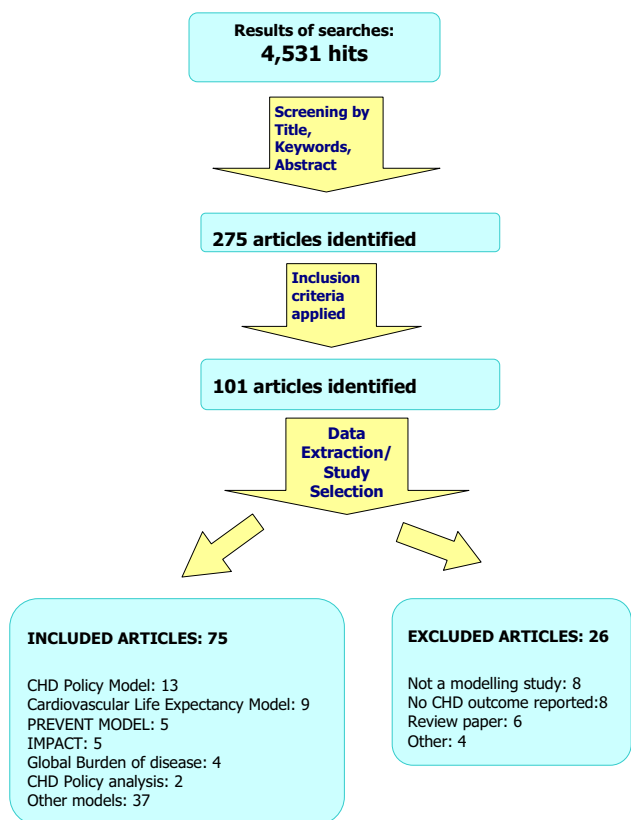 Results of searches:
4,531 hits
Screening by
Title,
Keywords,
Abstract
275 articles identified
Inclusion
criteria
applied
101 articles identified
Data
Extraction/
Study
Selection
INCLUDED ARTICLES: 75
CHD Policy Model: 13
Cardiovascular Life Expectancy Model: 9
PREVENT MODEL: 5
IMPACT: 5
Global Burden of disease: 4
CHD Policy analysis: 2
Other models: 37
EXCLUDED ARTICLES: 26
Not a modelling study: 8
No CHD outcome reported:8
Review paper: 6
Other: 4